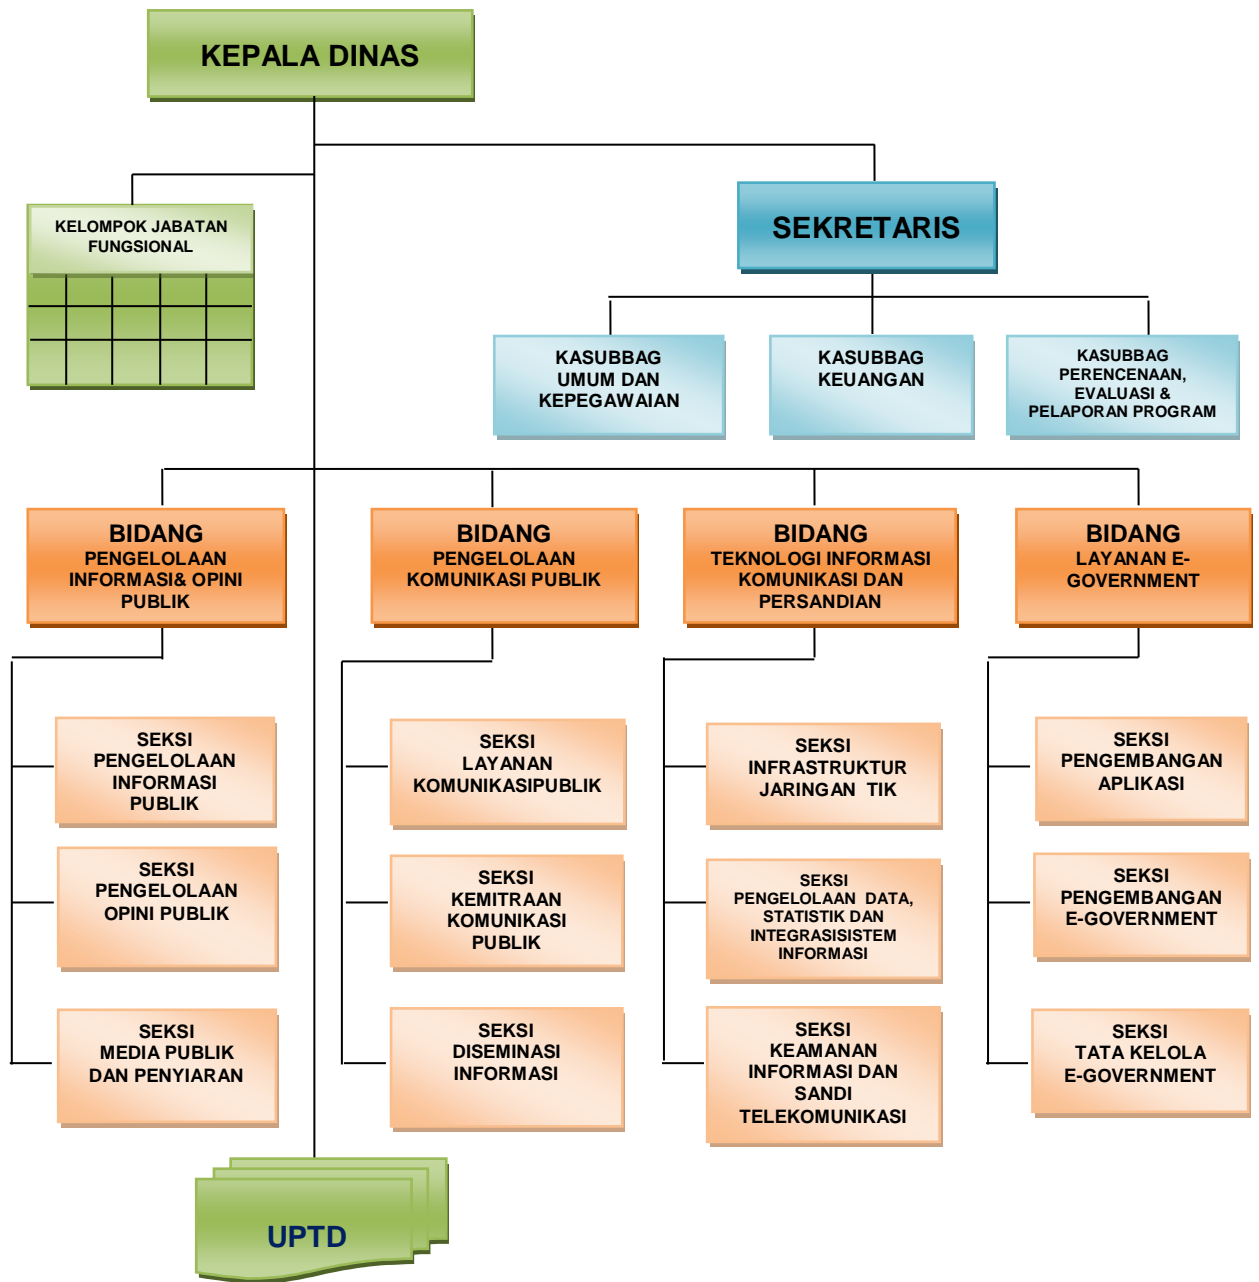 KEPALA DINAS
KELOMPOK JABATAN
FUNGSIONAL
SEKRETARIS
KASUBBAG
UMUM DAN
KEPEGAWAIAN
KASUBBAG
KEUANGAN
KASUBBAG
PERENCENAAN,
EVALUASI &
PELAPORAN PROGRAM
BIDANG
PENGELOLAAN
INFORMASI& OPINI
PUBLIK
BIDANG
PENGELOLAAN
KOMUNIKASI PUBLIK
BIDANG
TEKNOLOGI INFORMASI
KOMUNIKASI DAN
PERSANDIAN
BIDANG
LAYANAN E-
GOVERNMENT
SEKSI
PENGELOLAAN
INFORMASI
PUBLIK
SEKSI
LAYANAN
KOMUNIKASIPUBLIK
SEKSI
INFRASTRUKTUR
JARINGAN TIK
SEKSI
PENGEMBANGAN
APLIKASI
SEKSI
PENGELOLAAN
OPINI PUBLIK
SEKSI
KEMITRAAN
KOMUNIKASI
PUBLIK
SEKSI
PENGELOLAAN DATA,
STATISTIK DAN
INTEGRASISISTEM
INFORMASI
SEKSI
PENGEMBANGAN
E-GOVERNMENT
SEKSI
MEDIA PUBLIK
DAN PENYIARAN
SEKSI
DISEMINASI
INFORMASI
SEKSI
KEAMANAN
INFORMASI DAN
SANDI
TELEKOMUNIKASI
SEKSI
TATA KELOLA
E-GOVERNMENT
UPTD